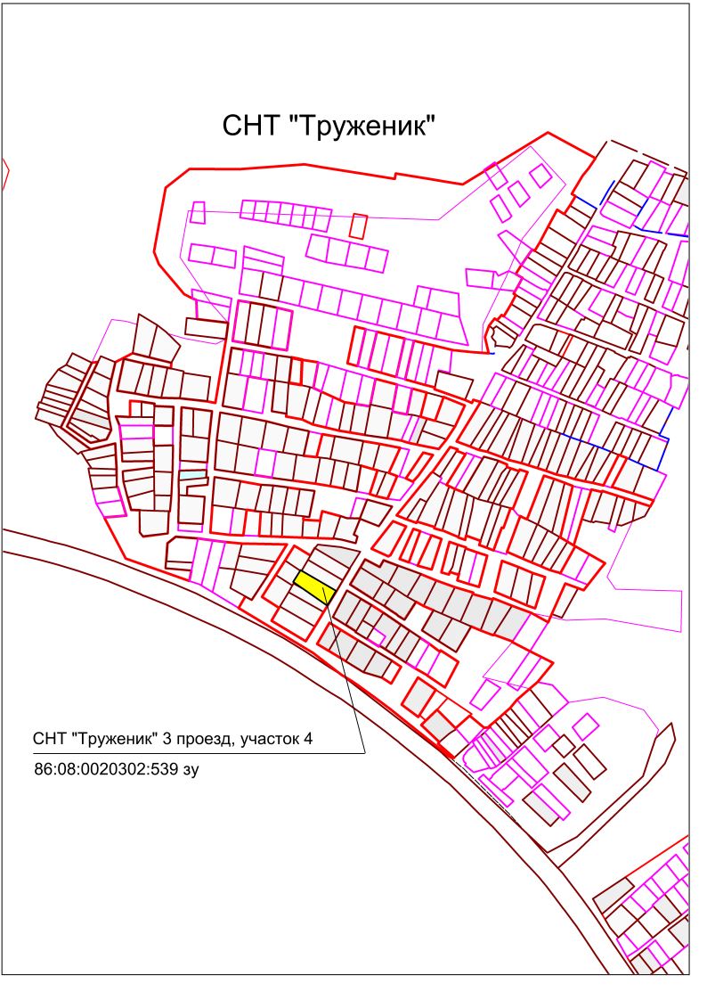 СНТ "Труженик"
СНТ "Труженик" 3 проезд, участок 4
86:08:0020302:539 зу